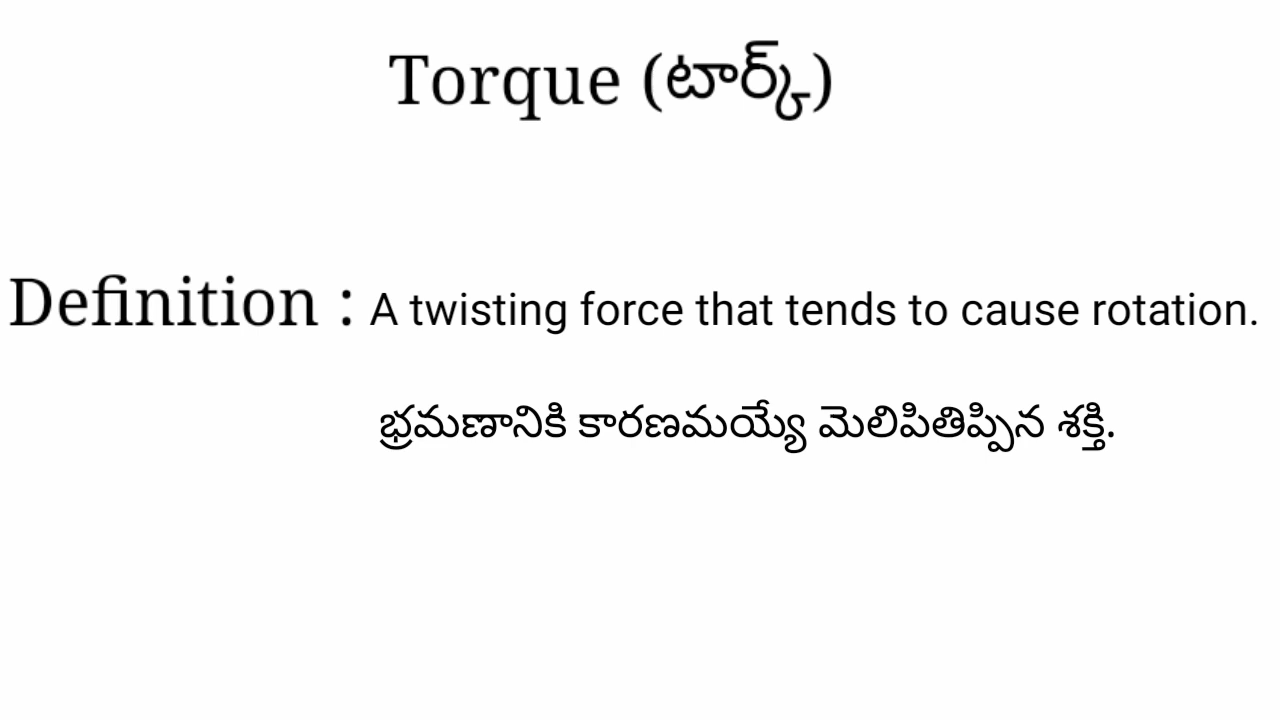 Torque (టార్క్)
Definition : A twisting force that tends to cause rotation.
భ్రమణానికి కారణమయ్యే మెలిపితిప్పిన శక్తి.